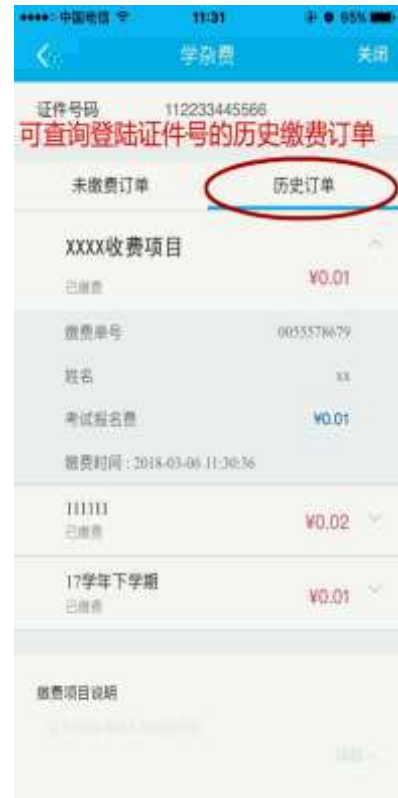 中国电信 11:31 95%
学杂费 关闭
证件号码 112233445566
可查询登陆证件号的历史缴费订单
未缴费订单 历史订单
XXXX收费项目
已缴费 ¥0.01
缴费单号 0055578679
姓名 xx
考试报名费 ¥0.01
缴费时间：2018-03-06 11:30:36
111111
已缴费 ¥0.02
17学年下学期
已缴费 ¥0.01
缴费项目说明